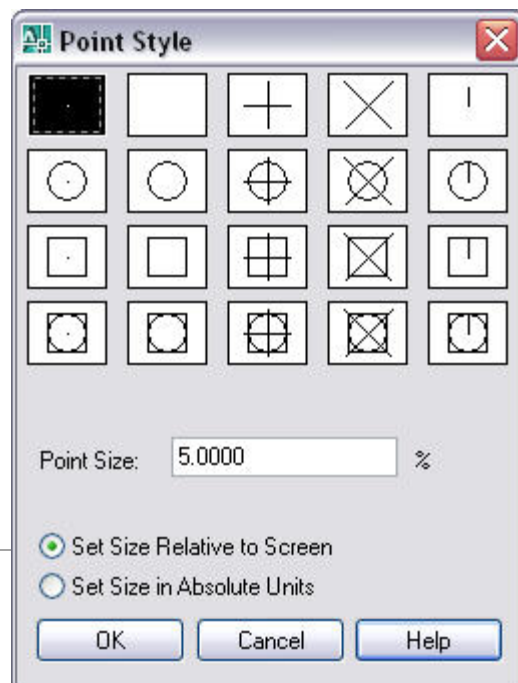 Point Style
Point Size: 5.0000 %
Set Size Relative to Screen
Set Size in Absolute Units
OK Cancel Help